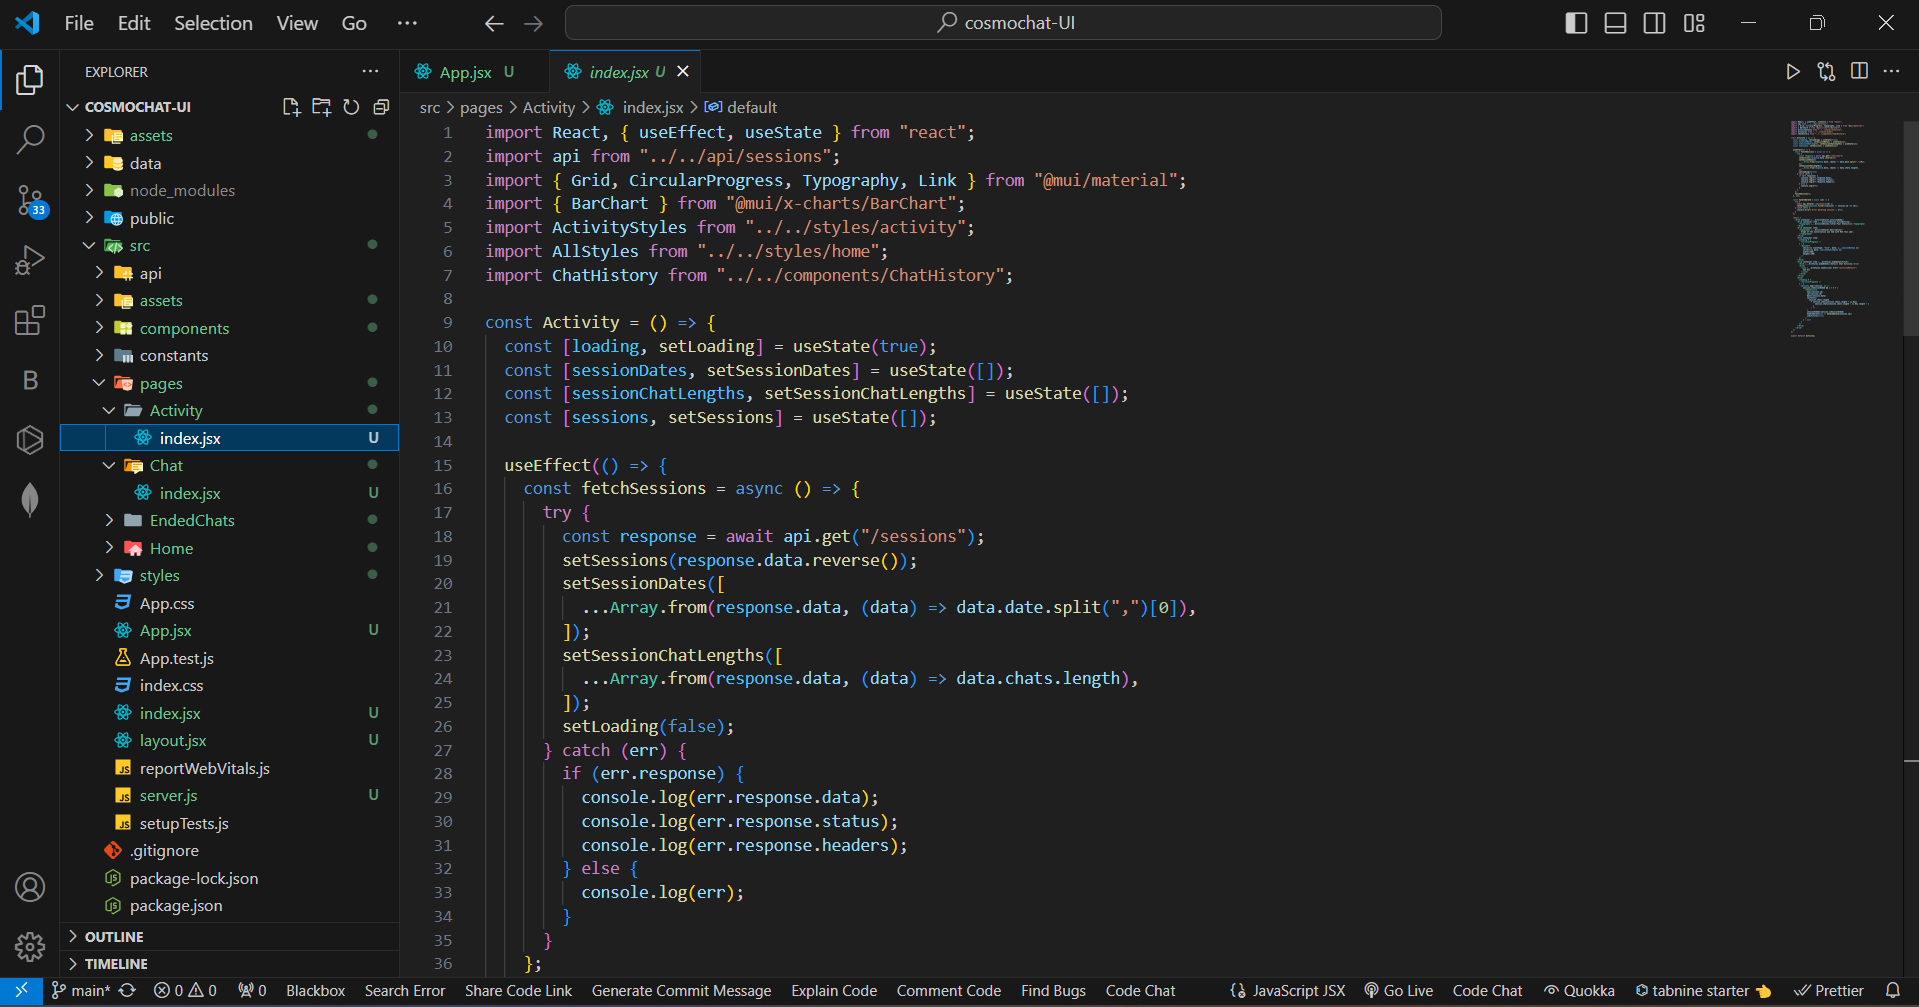 File Edit Selection View Go ···
cosmochat-UI
EXPLORER
COSMOCHAT-UI
assets
data
node_modules
public
src
api
assets
components
constants
pages
Activity
index.jsx U
Chat
index.jsx U
EndedChats
Home
styles
App.css
App.jsx U
App.test.js
index.css
index.jsx U
layout.jsx U
reportWebVitals.js
server.js U
setupTests.js
.gitignore
package-lock.json
package.json
OUTLINE
TIMELINE
33
B
App.jsx U index.jsx U
src > pages > Activity > index.jsx > default
1 import React, { useEffect, useState } from "react";
2 import api from "../../api/sessions";
3 import { Grid, CircularProgress, Typography, Link } from "@mui/material";
4 import { BarChart } from "@mui/x-charts/BarChart";
5 import ActivityStyles from "../../styles/activity";
6 import AllStyles from "../../styles/home";
7 import ChatHistory from "../../components/ChatHistory";
8
9 const Activity = () => {
10 const [loading, setLoading] = useState(true);
11 const [sessionDates, setSessionDates] = useState([]);
12 const [sessionChatLengths, setSessionChatLengths] = useState([]);
13 const [sessions, setSessions] = useState([]);
14
15 useEffect(() => {
16 const fetchSessions = async () => {
17 try {
18 const response = await api.get("/sessions");
19 setSessions(response.data.reverse());
20 setSessionDates([
21 ...Array.from(response.data, (data) => data.date.split(",")[0]),
22 ]);
23 setSessionChatLengths([
24 ...Array.from(response.data, (data) => data.chats.length),
25 ]);
26 setLoading(false);
27 } catch (err) {
28 if (err.response) {
29 console.log(err.response.data);
30 console.log(err.response.status);
31 console.log(err.response.headers);
32 } else {
33 console.log(err);
34 }
35 }
36 };
main* 0 0 0 Blackbox Search Error Share Code Link Generate Commit Message Explain Code Comment Code Find Bugs Code Chat JavaScript JSX Go Live Code Chat Quokka tabnine starter Prettier